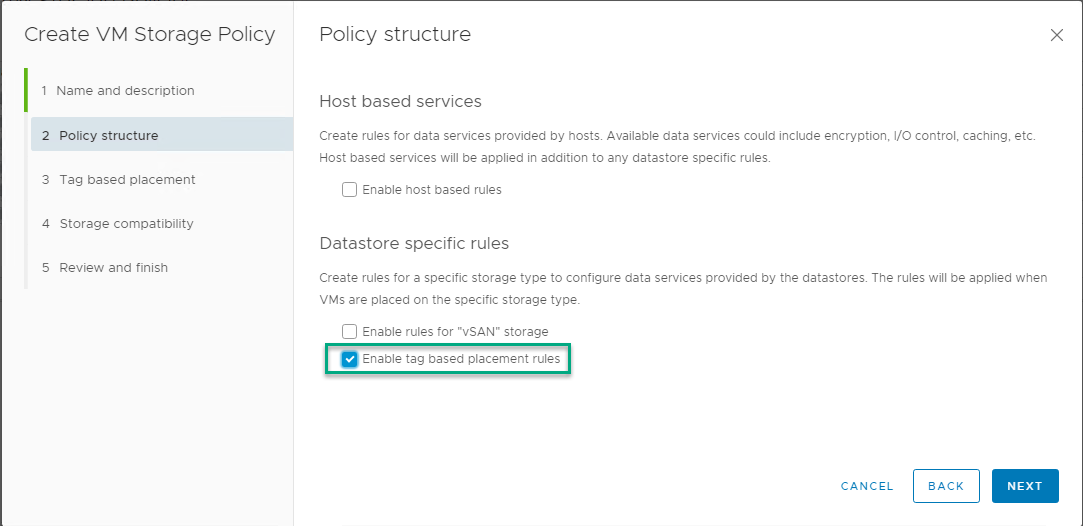 Create VM Storage Policy
1 Name and description
2 Policy structure
3 Tag based placement
4 Storage compatibility
5 Review and finish
Policy structure
Host based services
Create rules for data services provided by hosts. Available data services could include encryption, I/O control, caching, etc.
Host based services will be applied in addition to any datastore specific rules.
Enable host based rules
Datastore specific rules
Create rules for a specific storage type to configure data services provided by the datastores. The rules will be applied when
VMs are placed on the specific storage type.
Enable rules for "vSAN" storage
Enable tag based placement rules
CANCEL BACK NEXT